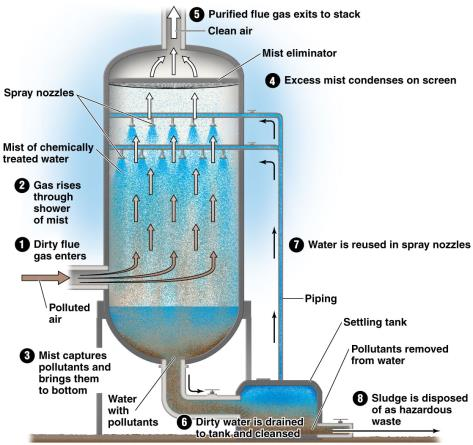 5 Purified flue gas exits to stack
Clean air
Mist eliminator
4 Excess mist condenses on screen
Spray nozzles
Mist of chemically
treated water
2 Gas rises
through
shower
of mist
1 Dirty flue
gas enters
7 Water is reused in spray nozzles
Polluted
air
Piping
Settling tank
3 Mist captures
pollutants and
brings them
to bottom
Pollutants removed
from water
Water
with
pollutants
8 Sludge is disposed
of as hazardous
waste
6 Dirty water is drained
to tank and cleansed